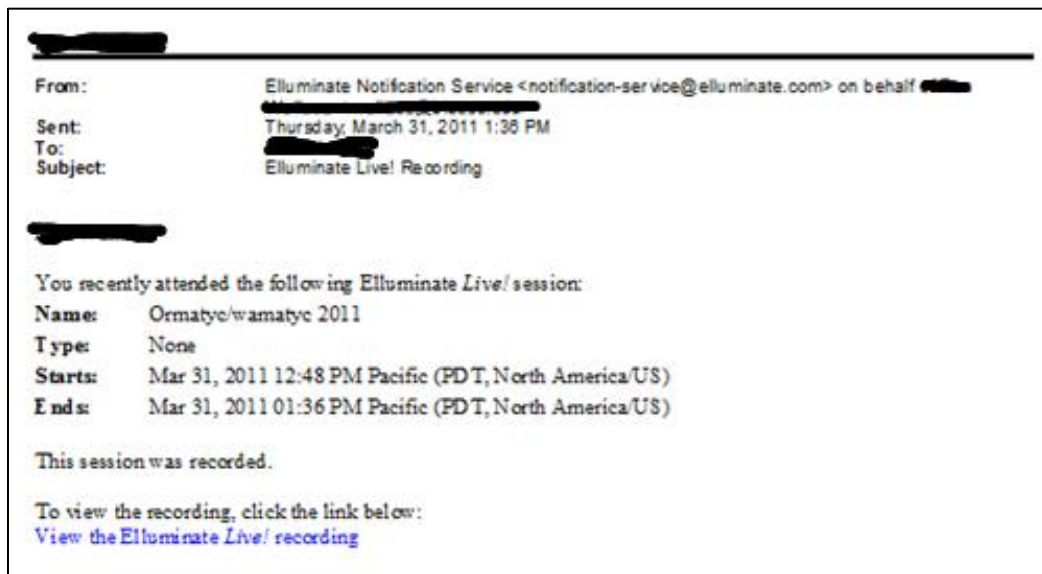 From: Elluminate Notification Service <notification-service@elluminate.com> on behalf
Sent: Thursday, March 31, 2011 1:36 PM
To:
Subject: Elluminate Live! Recording
You recently attended the following Elluminate Live! session:
Name: Ormatyc/wamatyc 2011
Type: None
Starts: Mar 31, 2011 12:48 PM Pacific (PDT, North America/US)
Ends: Mar 31, 2011 01:36 PM Pacific (PDT, North America/US)
This session was recorded.
To view the recording, click the link below:
View the Elluminate Live! recording